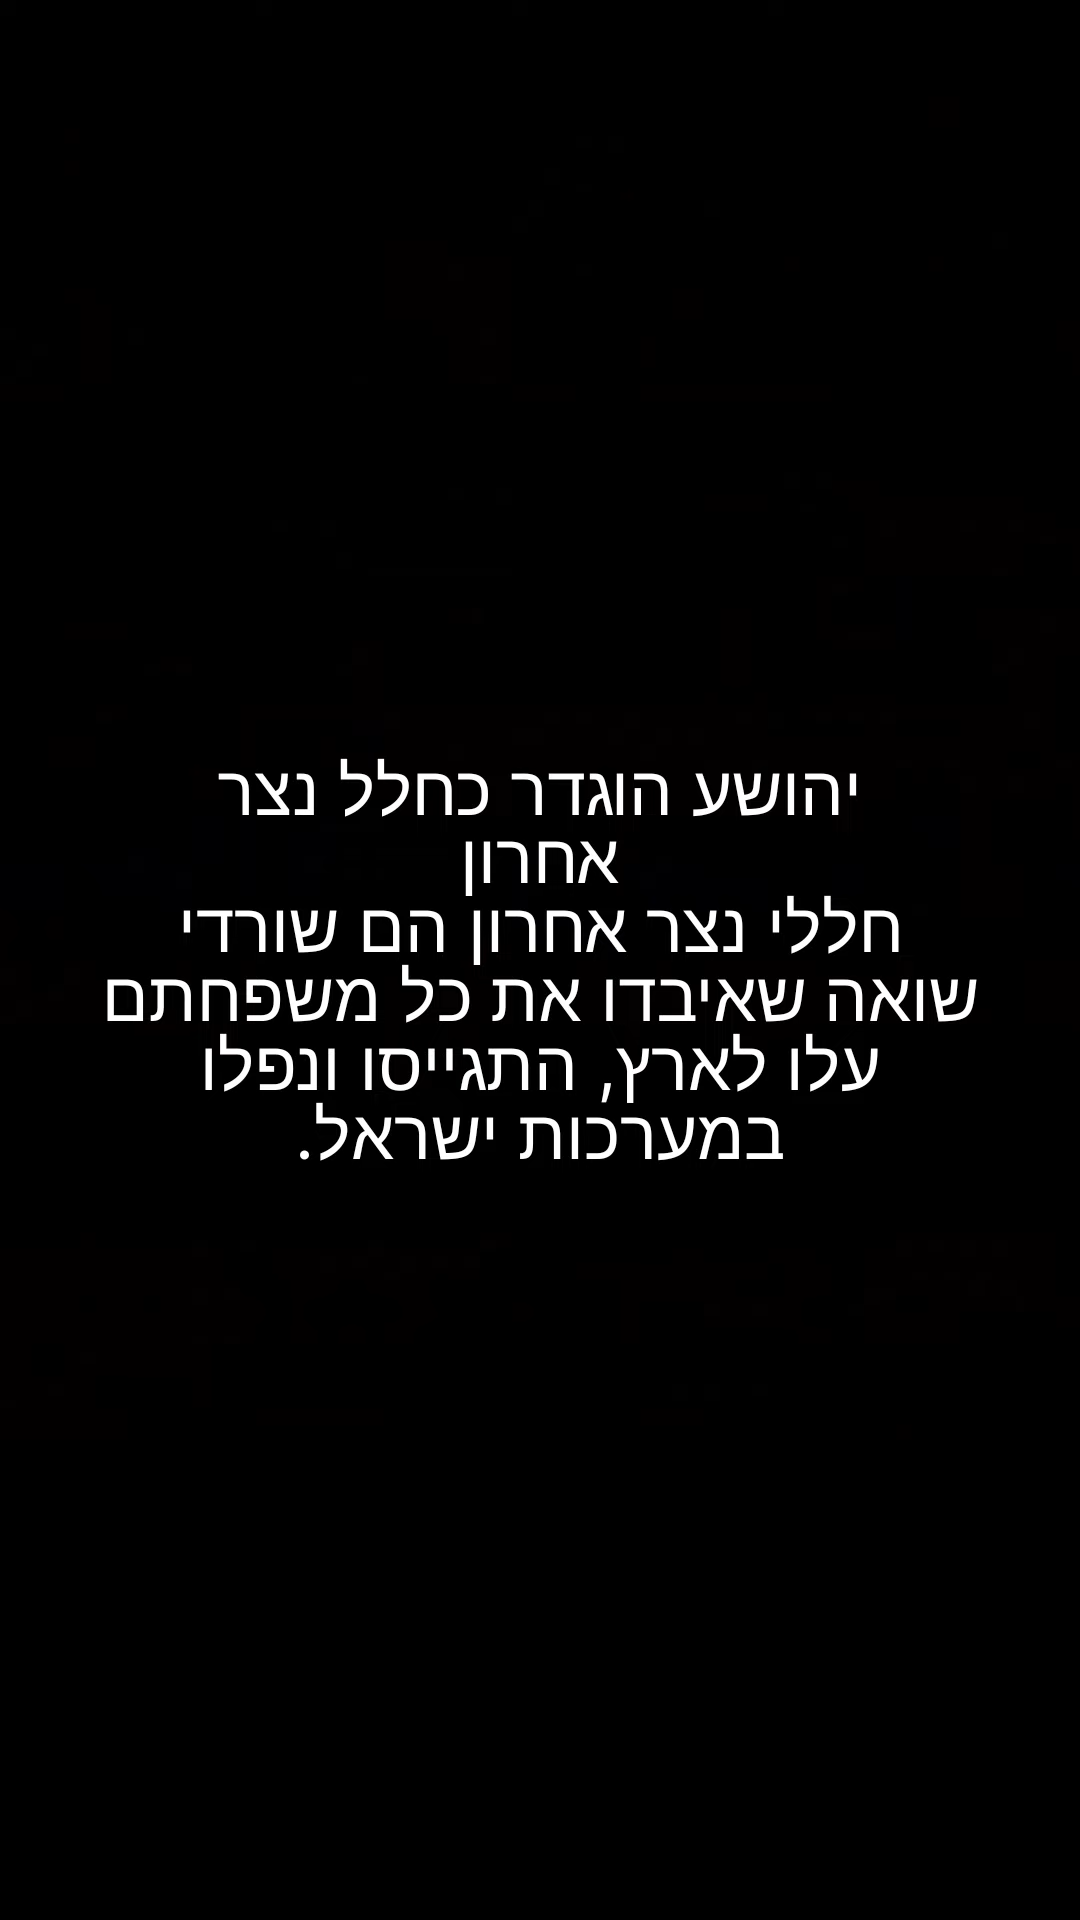 יהושע הוגדר כחלל נצר
אחרון
חללי נצר אחרון הם שורדי
שואה שאיבדו את כל משפחתם
עלו לארץ, התגייסו ונפלו
במערכות ישראל.